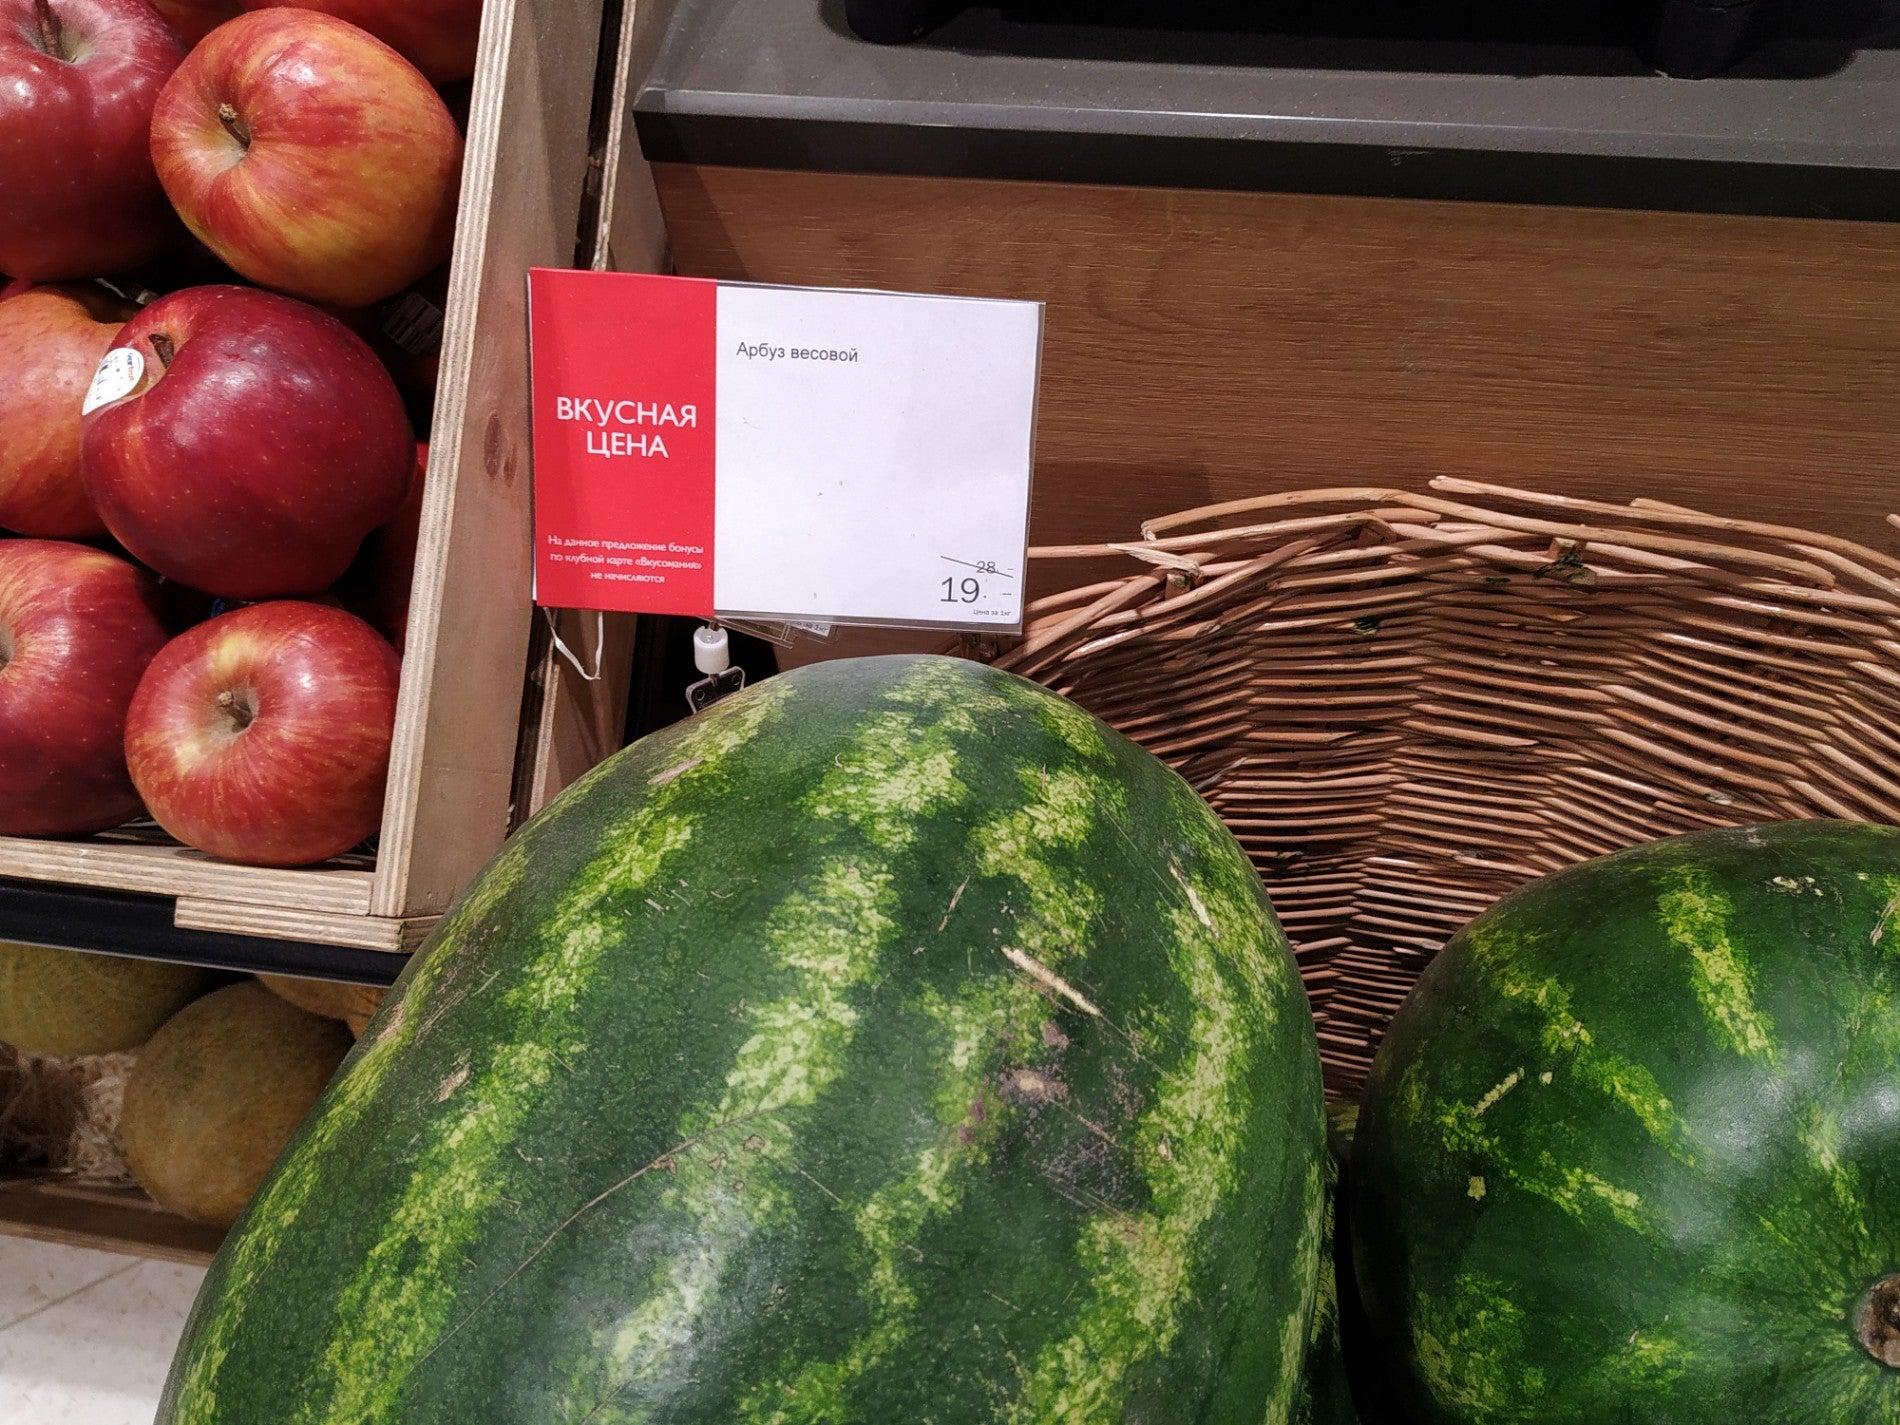 Арбуз весовой
ВКУСНАЯ
ЦЕНА
На данное предложение бонусы
по клубной карте «Вкусомания»
не начисляются
28. -
19. -
Цена за 1кг